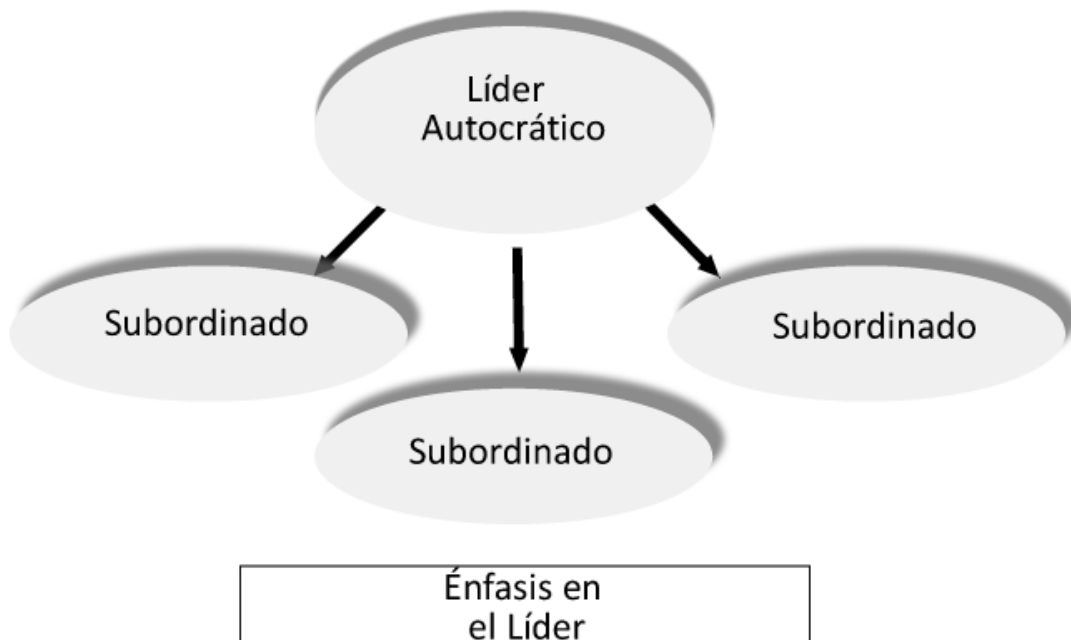 Líder
Autocrático
Subordinado
Subordinado
Subordinado
Énfasis en
el Líder